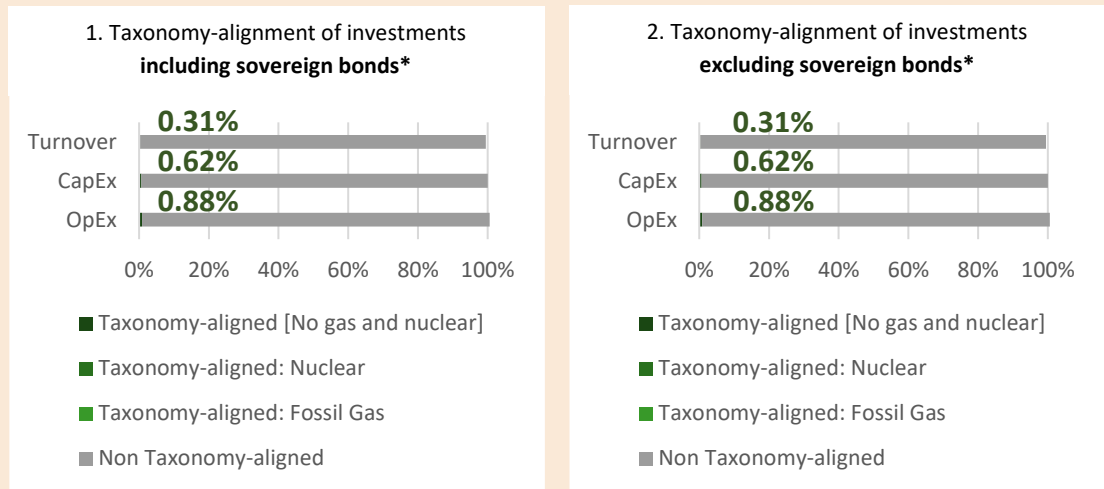 1. Taxonomy-alignment of investments
including sovereign bonds*
0.31%
Turnover
0.62%
CapEx
0.88%
OpEx
0% 20% 40% 60% 80% 100%
Taxonomy-aligned [No gas and nuclear]
Taxonomy-aligned: Nuclear
Taxonomy-aligned: Fossil Gas
Non Taxonomy-aligned
2. Taxonomy-alignment of investments
excluding sovereign bonds*
0.31%
Turnover
0.62%
CapEx
0.88%
OpEx
0% 20% 40% 60% 80% 100%
Taxonomy-aligned [No gas and nuclear]
Taxonomy-aligned: Nuclear
Taxonomy-aligned: Fossil Gas
Non Taxonomy-aligned